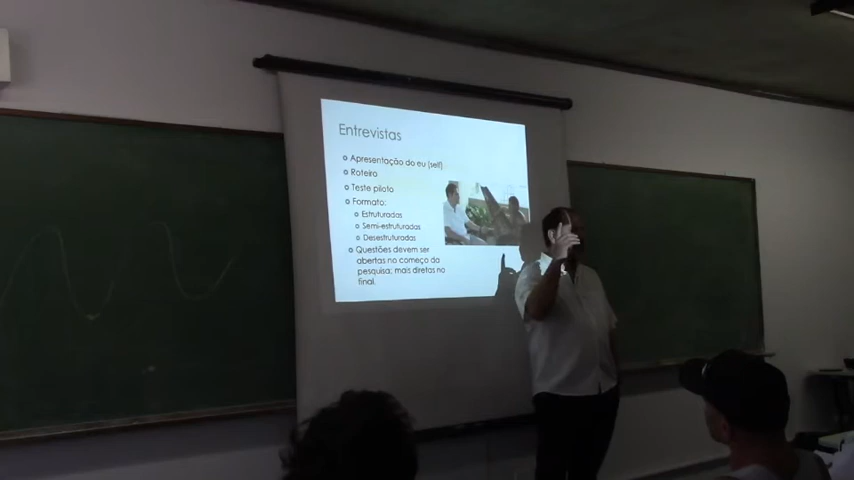 Entrevistas
Apresentação do eu (self)
Roteiro
Teste piloto
Formato:
Estruturadas
Semi-estruturadas
Desestruturadas
Questões devem ser
abertas no começo da
pesquisa; mais diretas no
final.